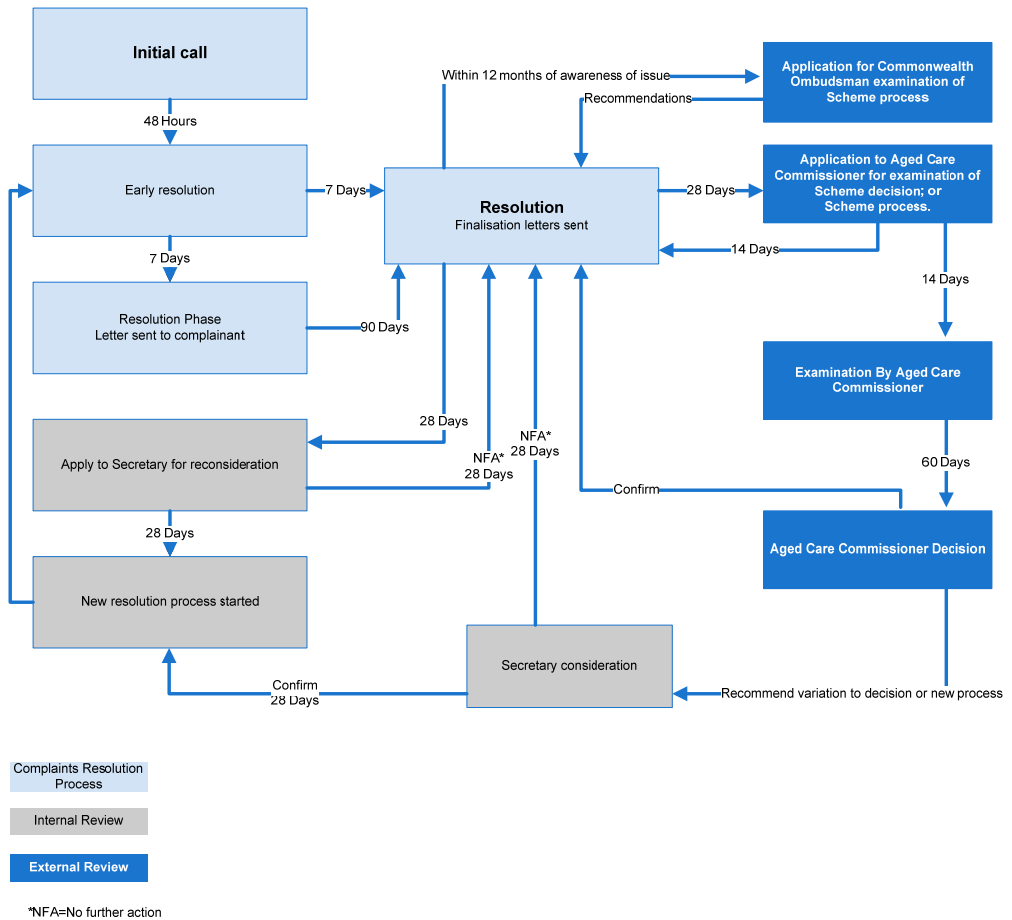 Initial call
48 Hours
Early resolution
7 Days
7 Days
Resolution Phase
Letter sent to complainant
90 Days
Within 12 months of awareness of issue
Recommendations
Application for Commonwealth
Ombudsman examination of
Scheme process
Resolution
Finalisation letters sent
28 Days
Application to Aged Care
Commissioner for examination of
Scheme decision; or
Scheme process.
14 Days
14 Days
Examination By Aged Care
Commissioner
60 Days
Aged Care Commissioner Decision
Confirm
28 Days
Apply to Secretary for reconsideration
NFA*
28 Days
NFA*
28 Days
28 Days
New resolution process started
Secretary consideration
Confirm
28 Days
Recommend variation to decision or new process
Complaints Resolution
Process
Internal Review
External Review
*NFA=No further action